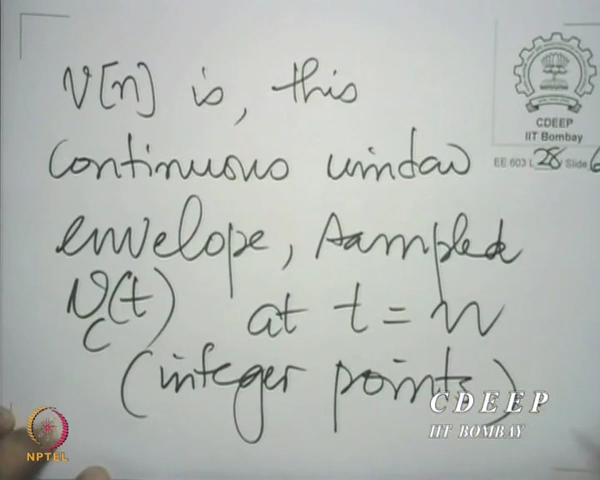 V[n] is, this
continuous window
envelope, sampled
V_c(t) at t = n
(integer points)
CDEEP
IIT Bombay
EE 603 L 28 / Slide 6
CDEEP
IIT BOMBAY
NPTEL